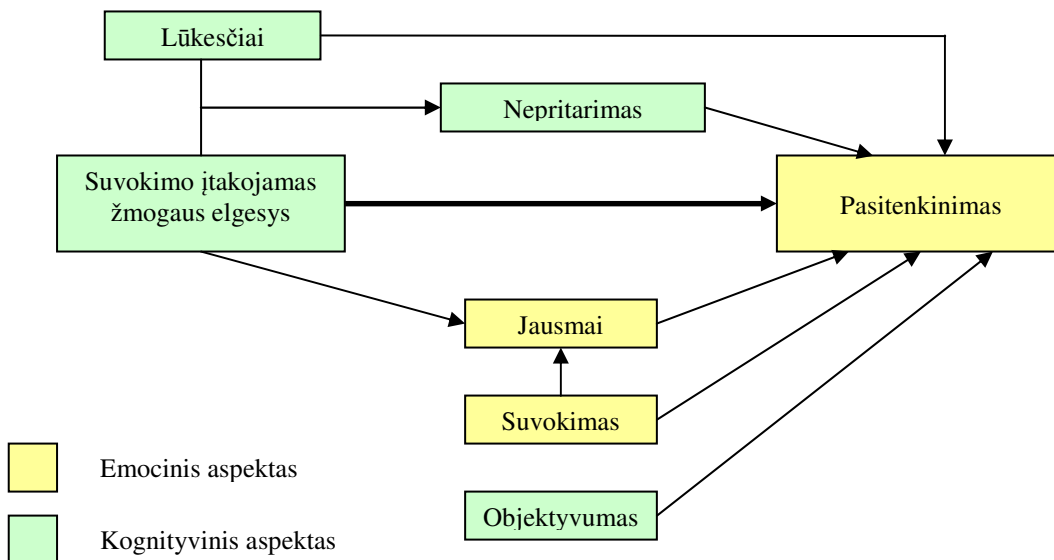 Lūkesčiai
Nepritarimas
Suvokimo įtakojamas
žmogaus elgesys
Pasitenkinimas
Jausmai
Suvokimas
Emocinis aspektas
Objektyvumas
Kognityvinis aspektas